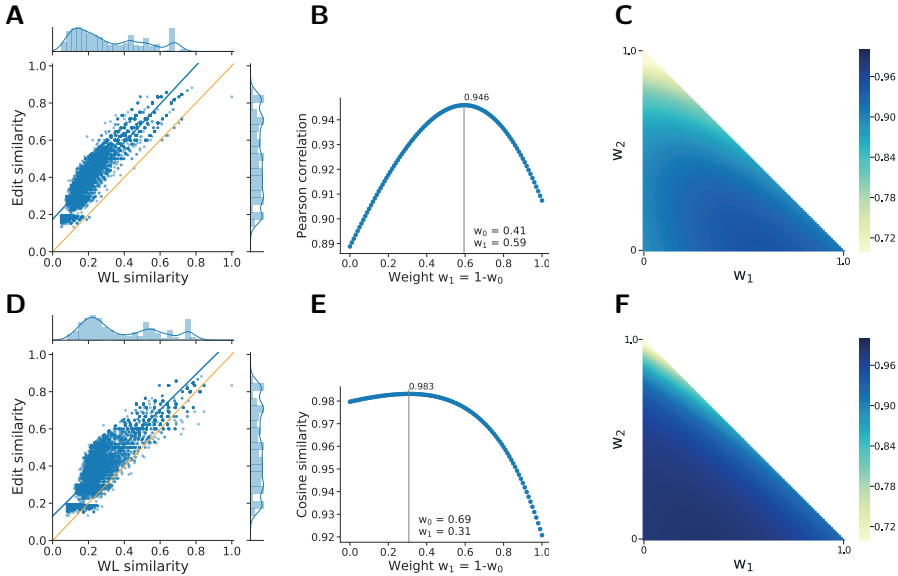 A
1.0
0.8
0.6
0.4
0.2
0.0
Edit similarity
0.0 0.2 0.4 0.6 0.8 1.0
WL similarity
B
0.94
0.93
0.92
0.91
0.90
0.89
Pearson correlation
0.946
w0 = 0.41
w1 = 0.59
0.0 0.2 0.4 0.6 0.8 1.0
Weight w1 = 1-w0
C
1.0
w2
0
0 1.0
w1
0.96
0.90
0.84
0.78
0.72
D
1.0
0.8
0.6
0.4
0.2
0.0
Edit similarity
0.0 0.2 0.4 0.6 0.8 1.0
WL similarity
E
0.98
0.97
0.96
0.95
0.94
0.93
0.92
Cosine similarity
0.983
w0 = 0.69
w1 = 0.31
0.0 0.2 0.4 0.6 0.8 1.0
Weight w1 = 1-w0
F
1.0
w2
0
0 1.0
w1
0.96
0.90
0.84
0.78
0.72